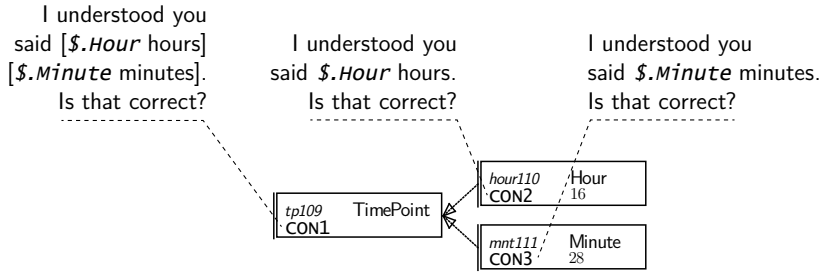 I understood you
said [$.Hour hours]
[$.Minute minutes].
Is that correct?
I understood you
said $.Hour hours.
Is that correct?
I understood you
said $.Minute minutes.
Is that correct?
tp109 TimePoint
CON1
hour110 Hour
CON2 16
mnt111 Minute
CON3 28